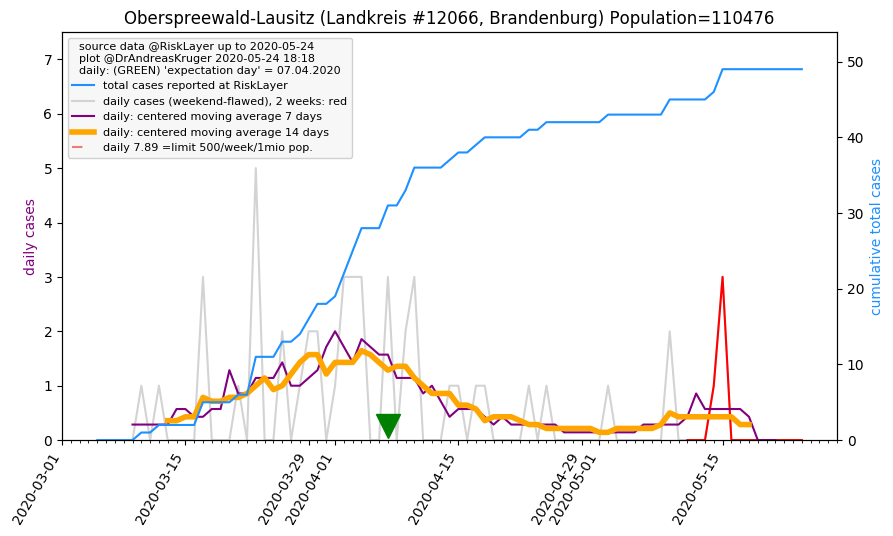 Oberspreewald-Lausitz (Landkreis #12066, Brandenburg) Population=110476
source data @RiskLayer up to 2020-05-24
plot @DrAndreasKruger 2020-05-24 18:18
daily: (GREEN) 'expectation day' = 07.04.2020
total cases reported at RiskLayer
daily cases (weekend-flawed), 2 weeks: red
daily: centered moving average 7 days
daily: centered moving average 14 days
daily 7.89 =limit 500/week/1mio pop.
daily cases
7
6
5
4
3
2
1
0
cumulative total cases
50
40
30
20
10
0
2020-03-01
2020-03-15
2020-03-29
2020-04-01
2020-04-15
2020-04-29
2020-05-01
2020-05-15